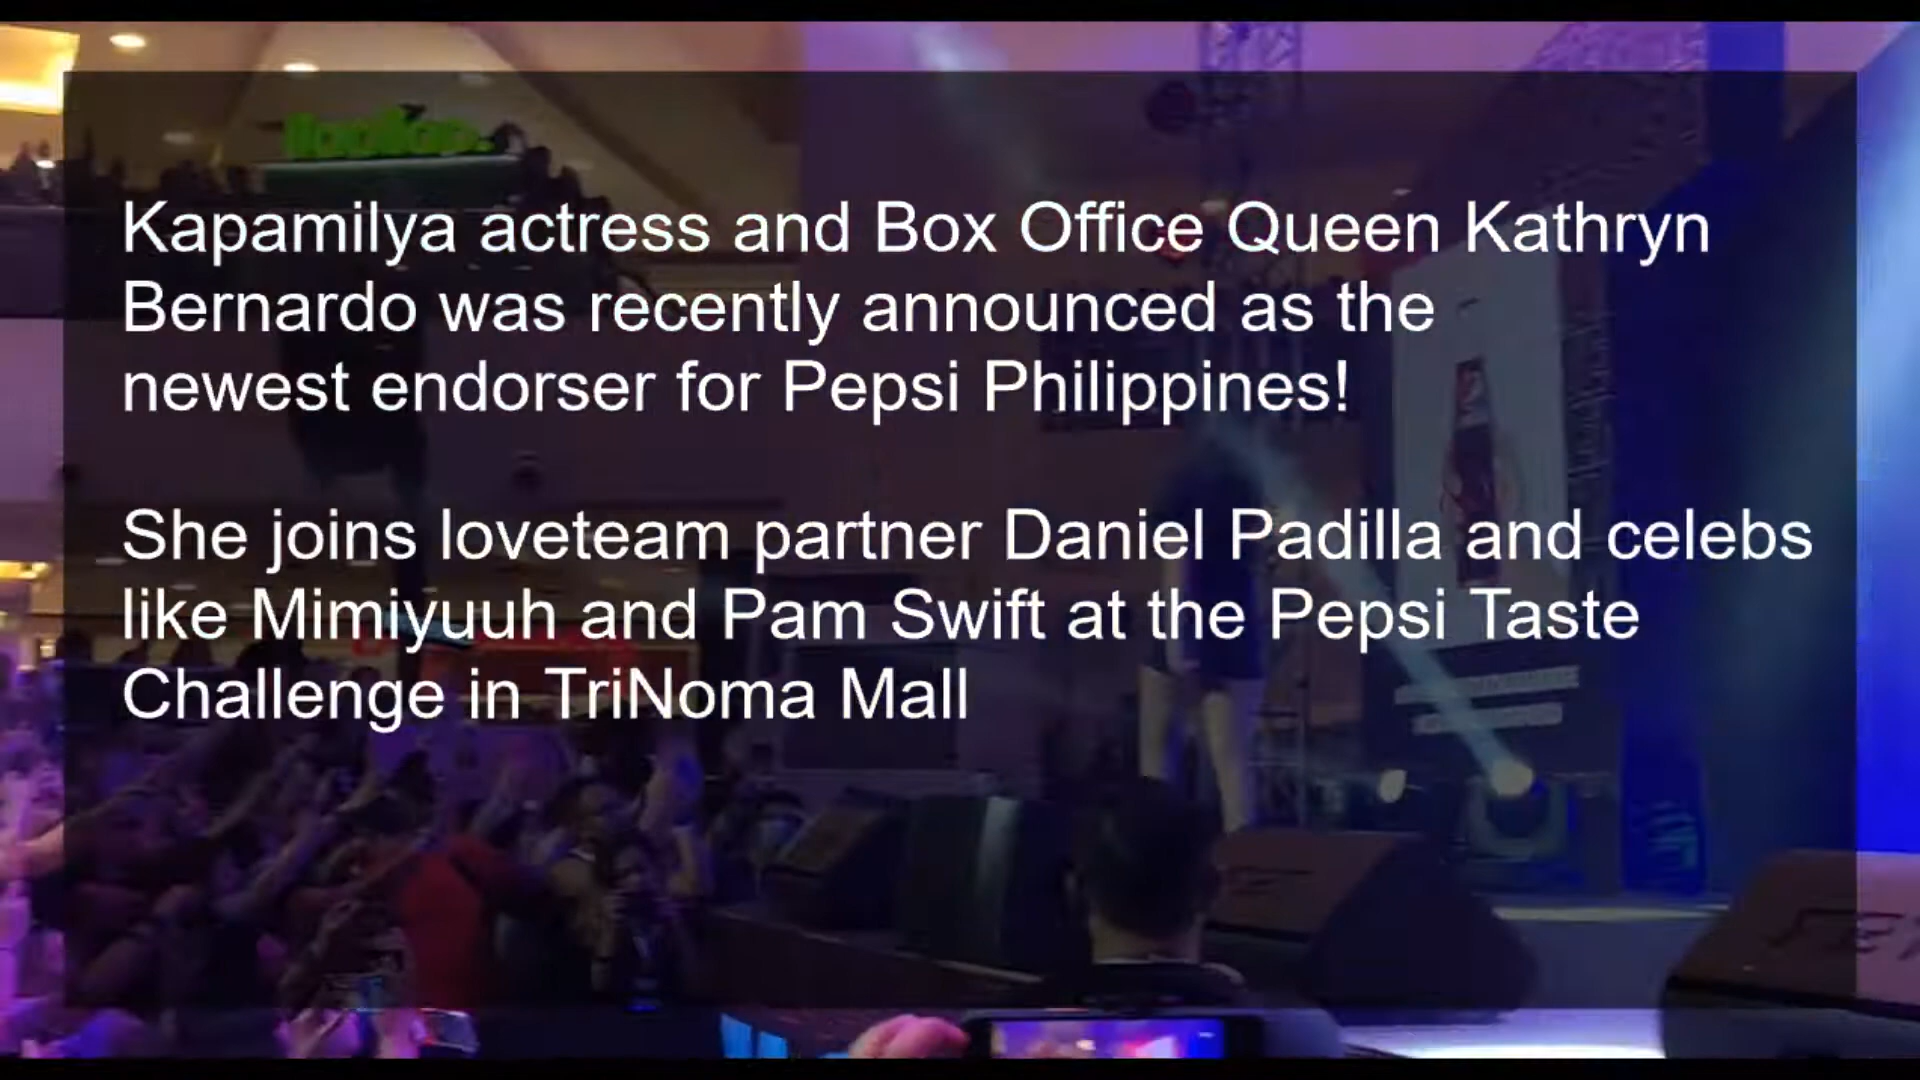 Kapamilya actress and Box Office Queen Kathryn
Bernardo was recently announced as the
newest endorser for Pepsi Philippines!
She joins loveteam partner Daniel Padilla and celebs
like Mimiyuuh and Pam Swift at the Pepsi Taste
Challenge in TriNoma Mall